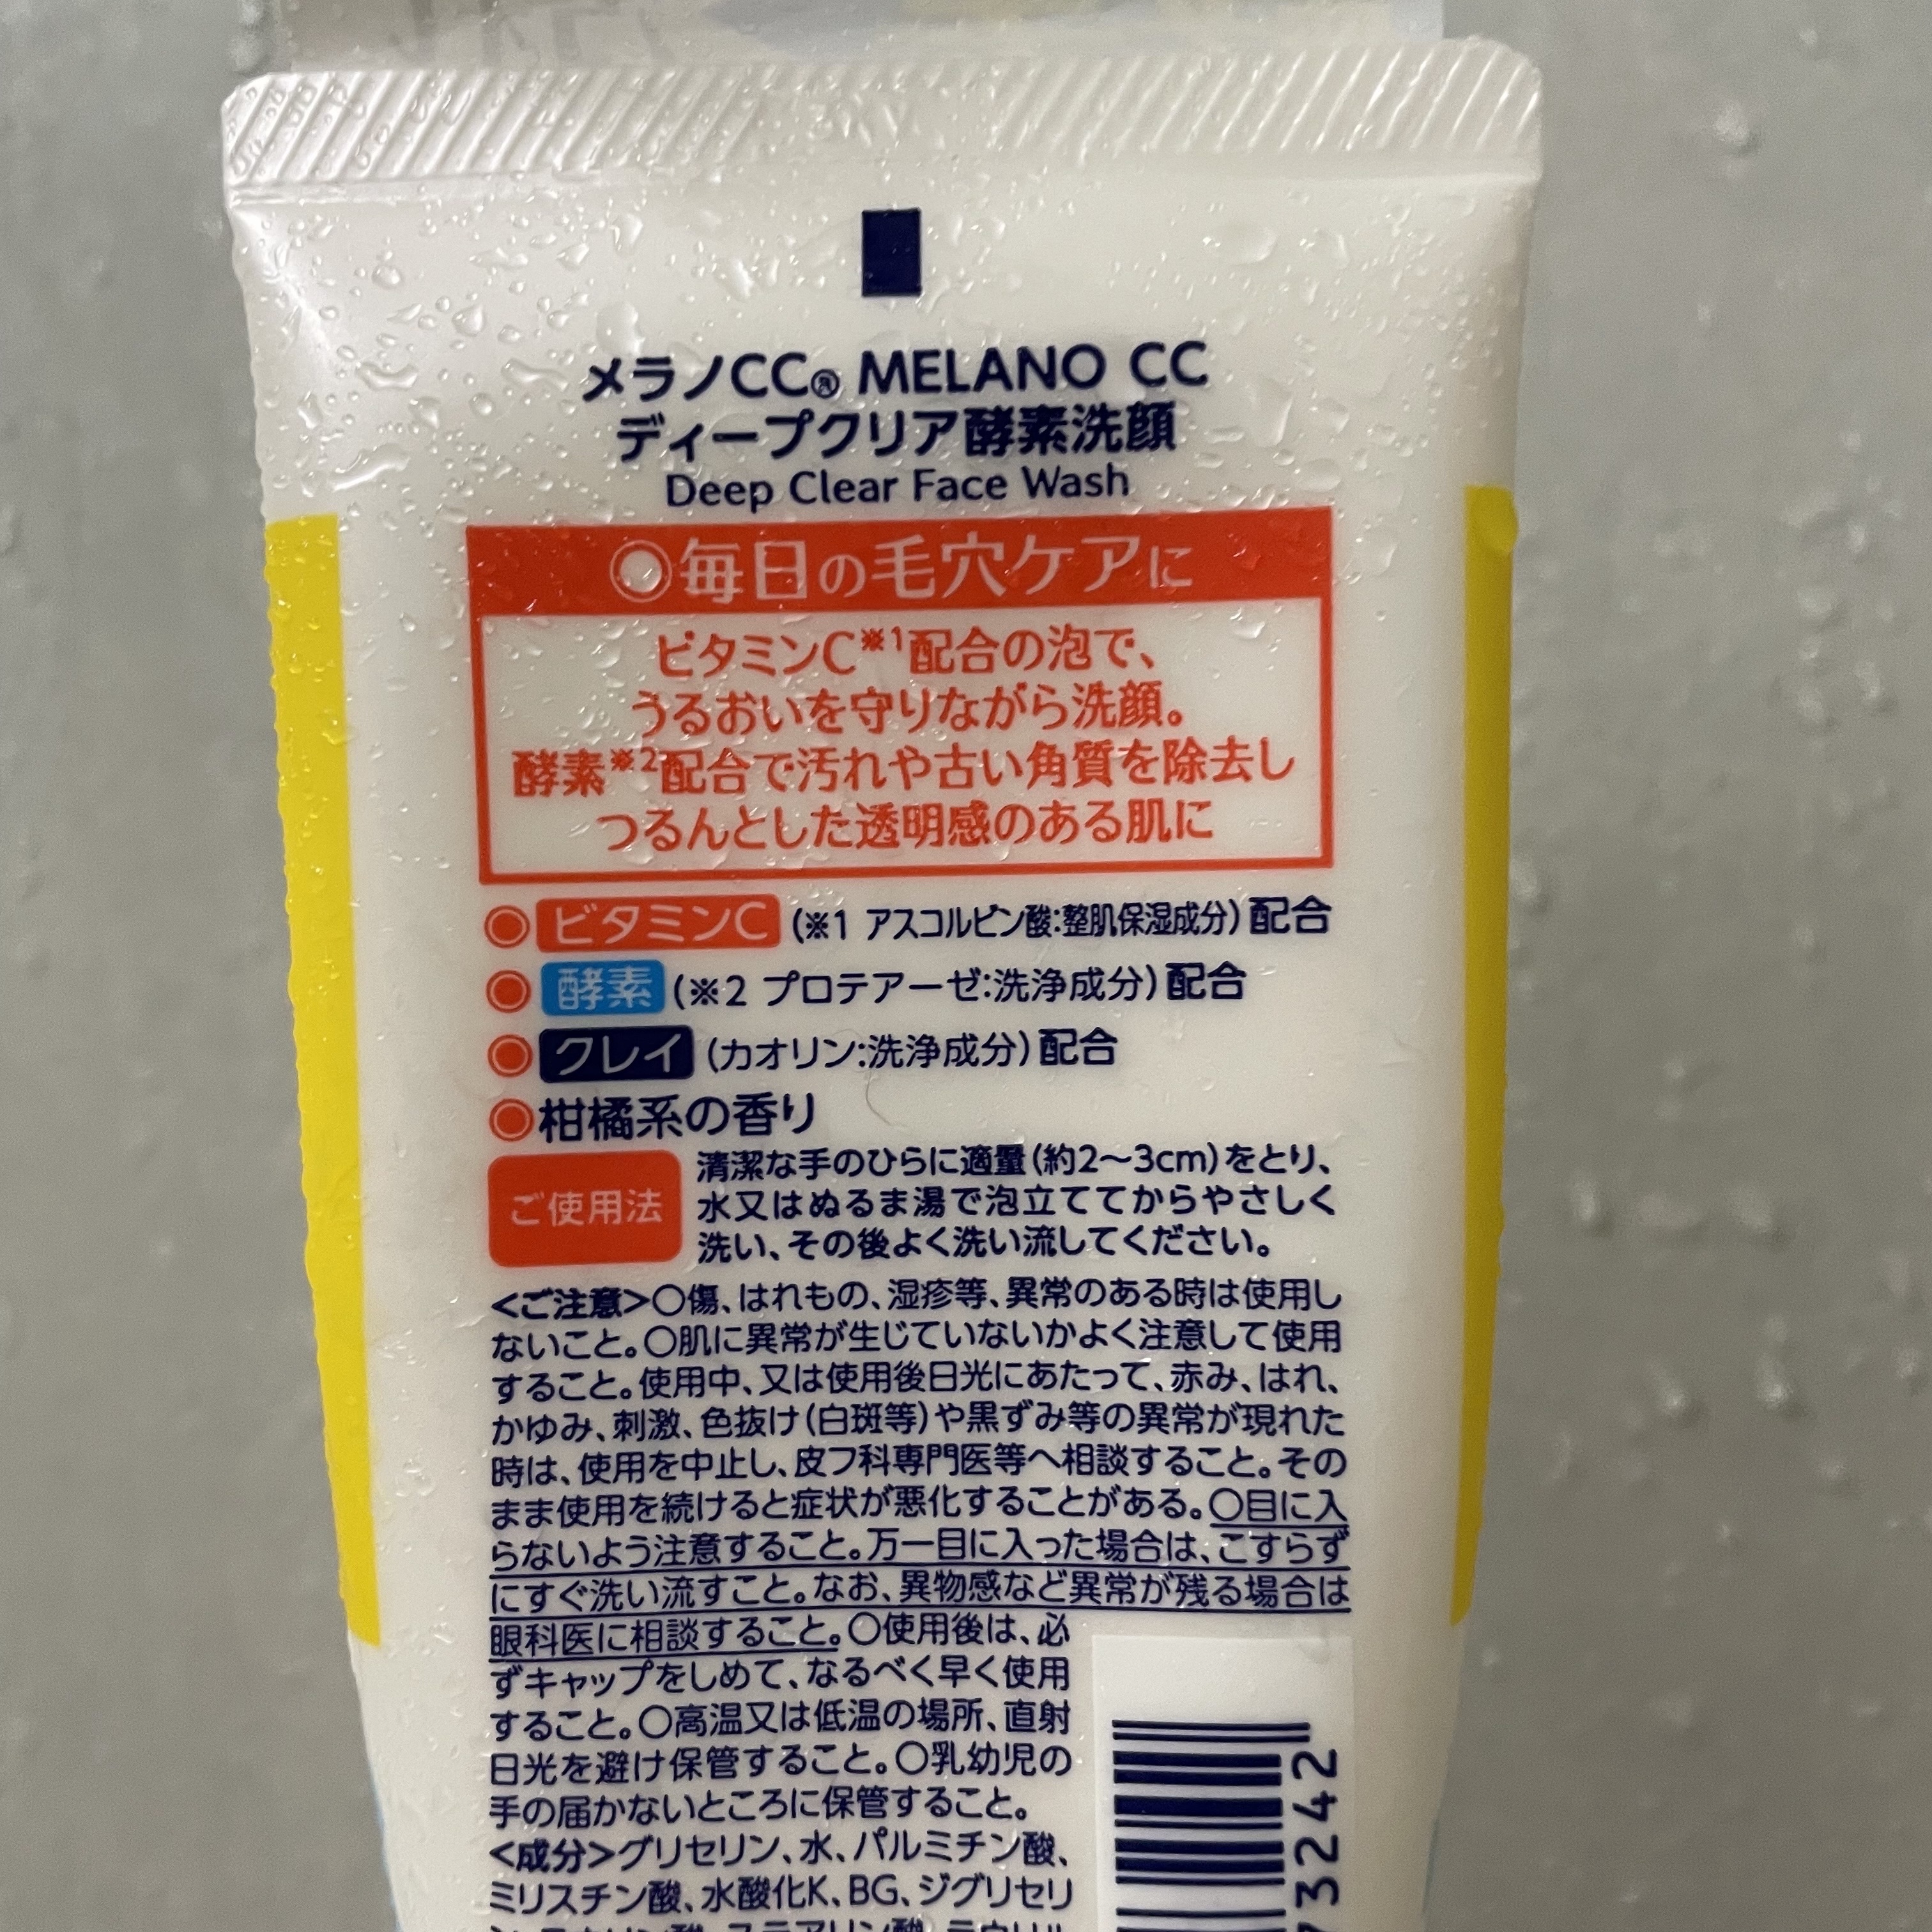 メラノCC® MELANO CC
ディープクリア酵素洗顔
Deep Clear Face Wash
◎毎日の毛穴ケアに
ビタミンC※1配合の泡で、
うるおいを守りながら洗顔。
酵素※2配合で汚れや古い角質を除去し
つるんとした透明感のある肌に
◉ビタミンC(※1 アスコルビン酸:整肌保湿成分)配合
◉酵素(※2 プロテアーゼ:洗浄成分)配合
◉クレイ(カオリン:洗浄成分)配合
◉柑橘系の香り
ご使用法
清潔な手のひらに適量(約2〜3cm)をとり、
水又はぬるま湯で泡立ててからやさしく
洗い、その後よく洗い流してください。
<ご注意>○傷、はれもの、湿疹等、異常のある時は使用し
ないこと。○肌に異常が生じていないかよく注意して使用
すること。使用中、又は使用後日光にあたって、赤み、はれ、
かゆみ、刺激、色抜け(白斑等)や黒ずみ等の異常が現れた
時は、使用を中止し、皮フ科専門医等へ相談すること。その
まま使用を続けると症状が悪化することがある。○目に入
らないよう注意すること。万一目に入った場合は、こすらず
にすぐ洗い流すこと。なお、異物感など異常が残る場合は
眼科医に相談すること。○使用後は、必
ずキャップをしめて、なるべく早く使用
すること。○高温又は低温の場所、直射
日光を避け保管すること。○乳幼児の
手の届かないところに保管すること。
<成分>グリセリン、水、パルミチン酸、
ミリスチン酸、水酸化K、BG、ジグリセリ
3242